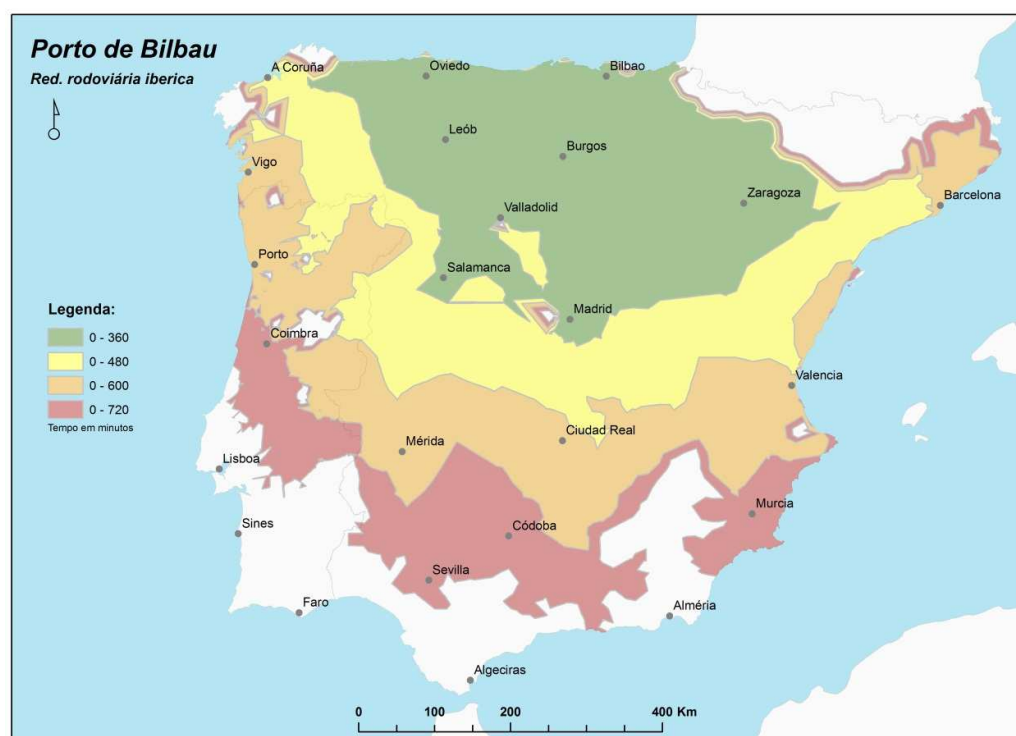 Porto de Bilbau
Red. rodoviária iberica
A Coruña
Oviedo
Bilbao
Leób
Burgos
Vigo
Zaragoza
Barcelona
Valladolid
Porto
Salamanca
Madrid
Legenda:
0 - 360
0 - 480
0 - 600
0 - 720
Tempo em minutos
Coimbra
Valencia
Ciudad Real
Mérida
Lisboa
Murcia
Sines
Córdoba
Sevilla
Faro
Alméria
Algeciras
0 100 200 400 Km